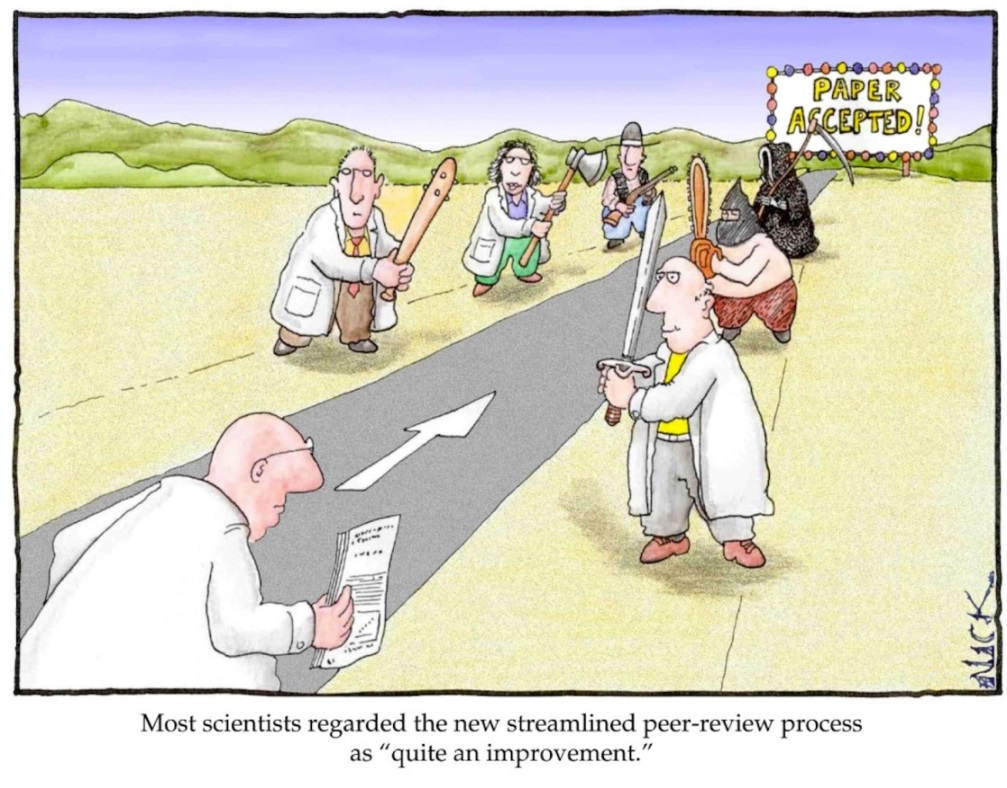 PAPER
ACCEPTED!
NICK
Most scientists regarded the new streamlined peer-review process
as “quite an improvement.”